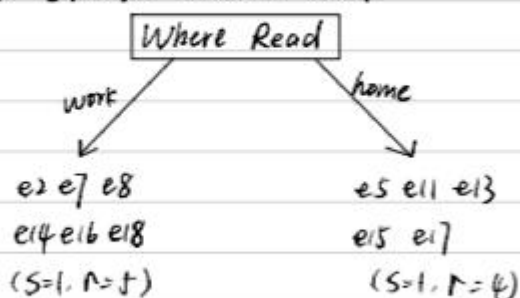 Where Read
work
home
e2 e7 e8
e5 e11 e13
e14 e16 e18
e15 e17
(S=1, r=5)
(S=1, r=4)